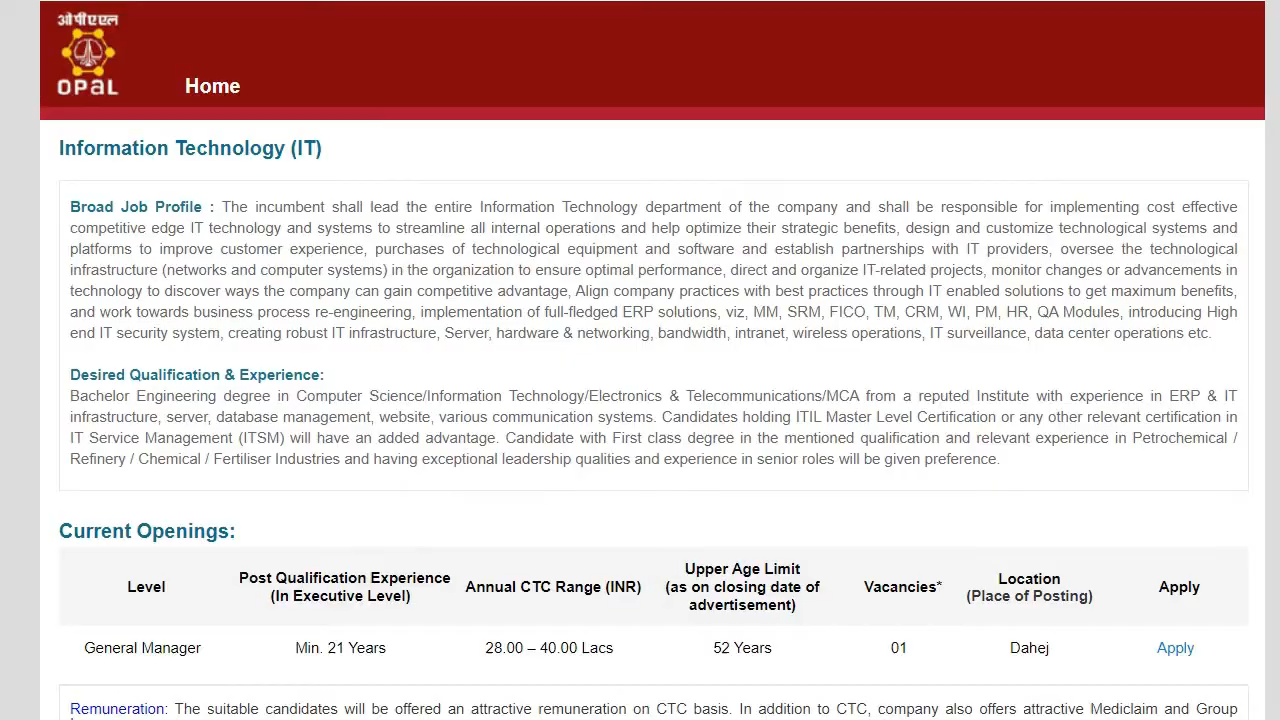 ओपीएएल
OPaL
Home
Information Technology (IT)
Broad Job Profile : The incumbent shall lead the entire Information Technology department of the company and shall be responsible for implementing cost effective
competitive edge IT technology and systems to streamline all internal operations and help optimize their strategic benefits, design and customize technological systems and
platforms to improve customer experience, purchases of technological equipment and software and establish partnerships with IT providers, oversee the technological
infrastructure (networks and computer systems) in the organization to ensure optimal performance, direct and organize IT-related projects, monitor changes or advancements in
technology to discover ways the company can gain competitive advantage, Align company practices with best practices through IT enabled solutions to get maximum benefits,
and work towards business process re-engineering, implementation of full-fledged ERP solutions, viz, MM, SRM, FICO, TM, CRM, WI, PM, HR, QA Modules, introducing High
end IT security system, creating robust IT infrastructure, Server, hardware & networking, bandwidth, intranet, wireless operations, IT surveillance, data center operations etc.
Desired Qualification & Experience:
Bachelor Engineering degree in Computer Science/Information Technology/Electronics & Telecommunications/MCA from a reputed Institute with experience in ERP & IT
infrastructure, server, database management, website, various communication systems. Candidates holding ITIL Master Level Certification or any other relevant certification in
IT Service Management (ITSM) will have an added advantage. Candidate with First class degree in the mentioned qualification and relevant experience in Petrochemical /
Refinery / Chemical / Fertiliser Industries and having exceptional leadership qualities and experience in senior roles will be given preference.
Current Openings:
Level
Post Qualification Experience
(In Executive Level)
Annual CTC Range (INR)
Upper Age Limit
(as on closing date of
advertisement)
Vacancies*
Location
(Place of Posting)
Apply
General Manager
Min. 21 Years
28.00 – 40.00 Lacs
52 Years
01
Dahej
Apply
Remuneration: The suitable candidates will be offered an attractive remuneration on CTC basis. In addition to CTC, company also offers attractive Mediclaim and Group